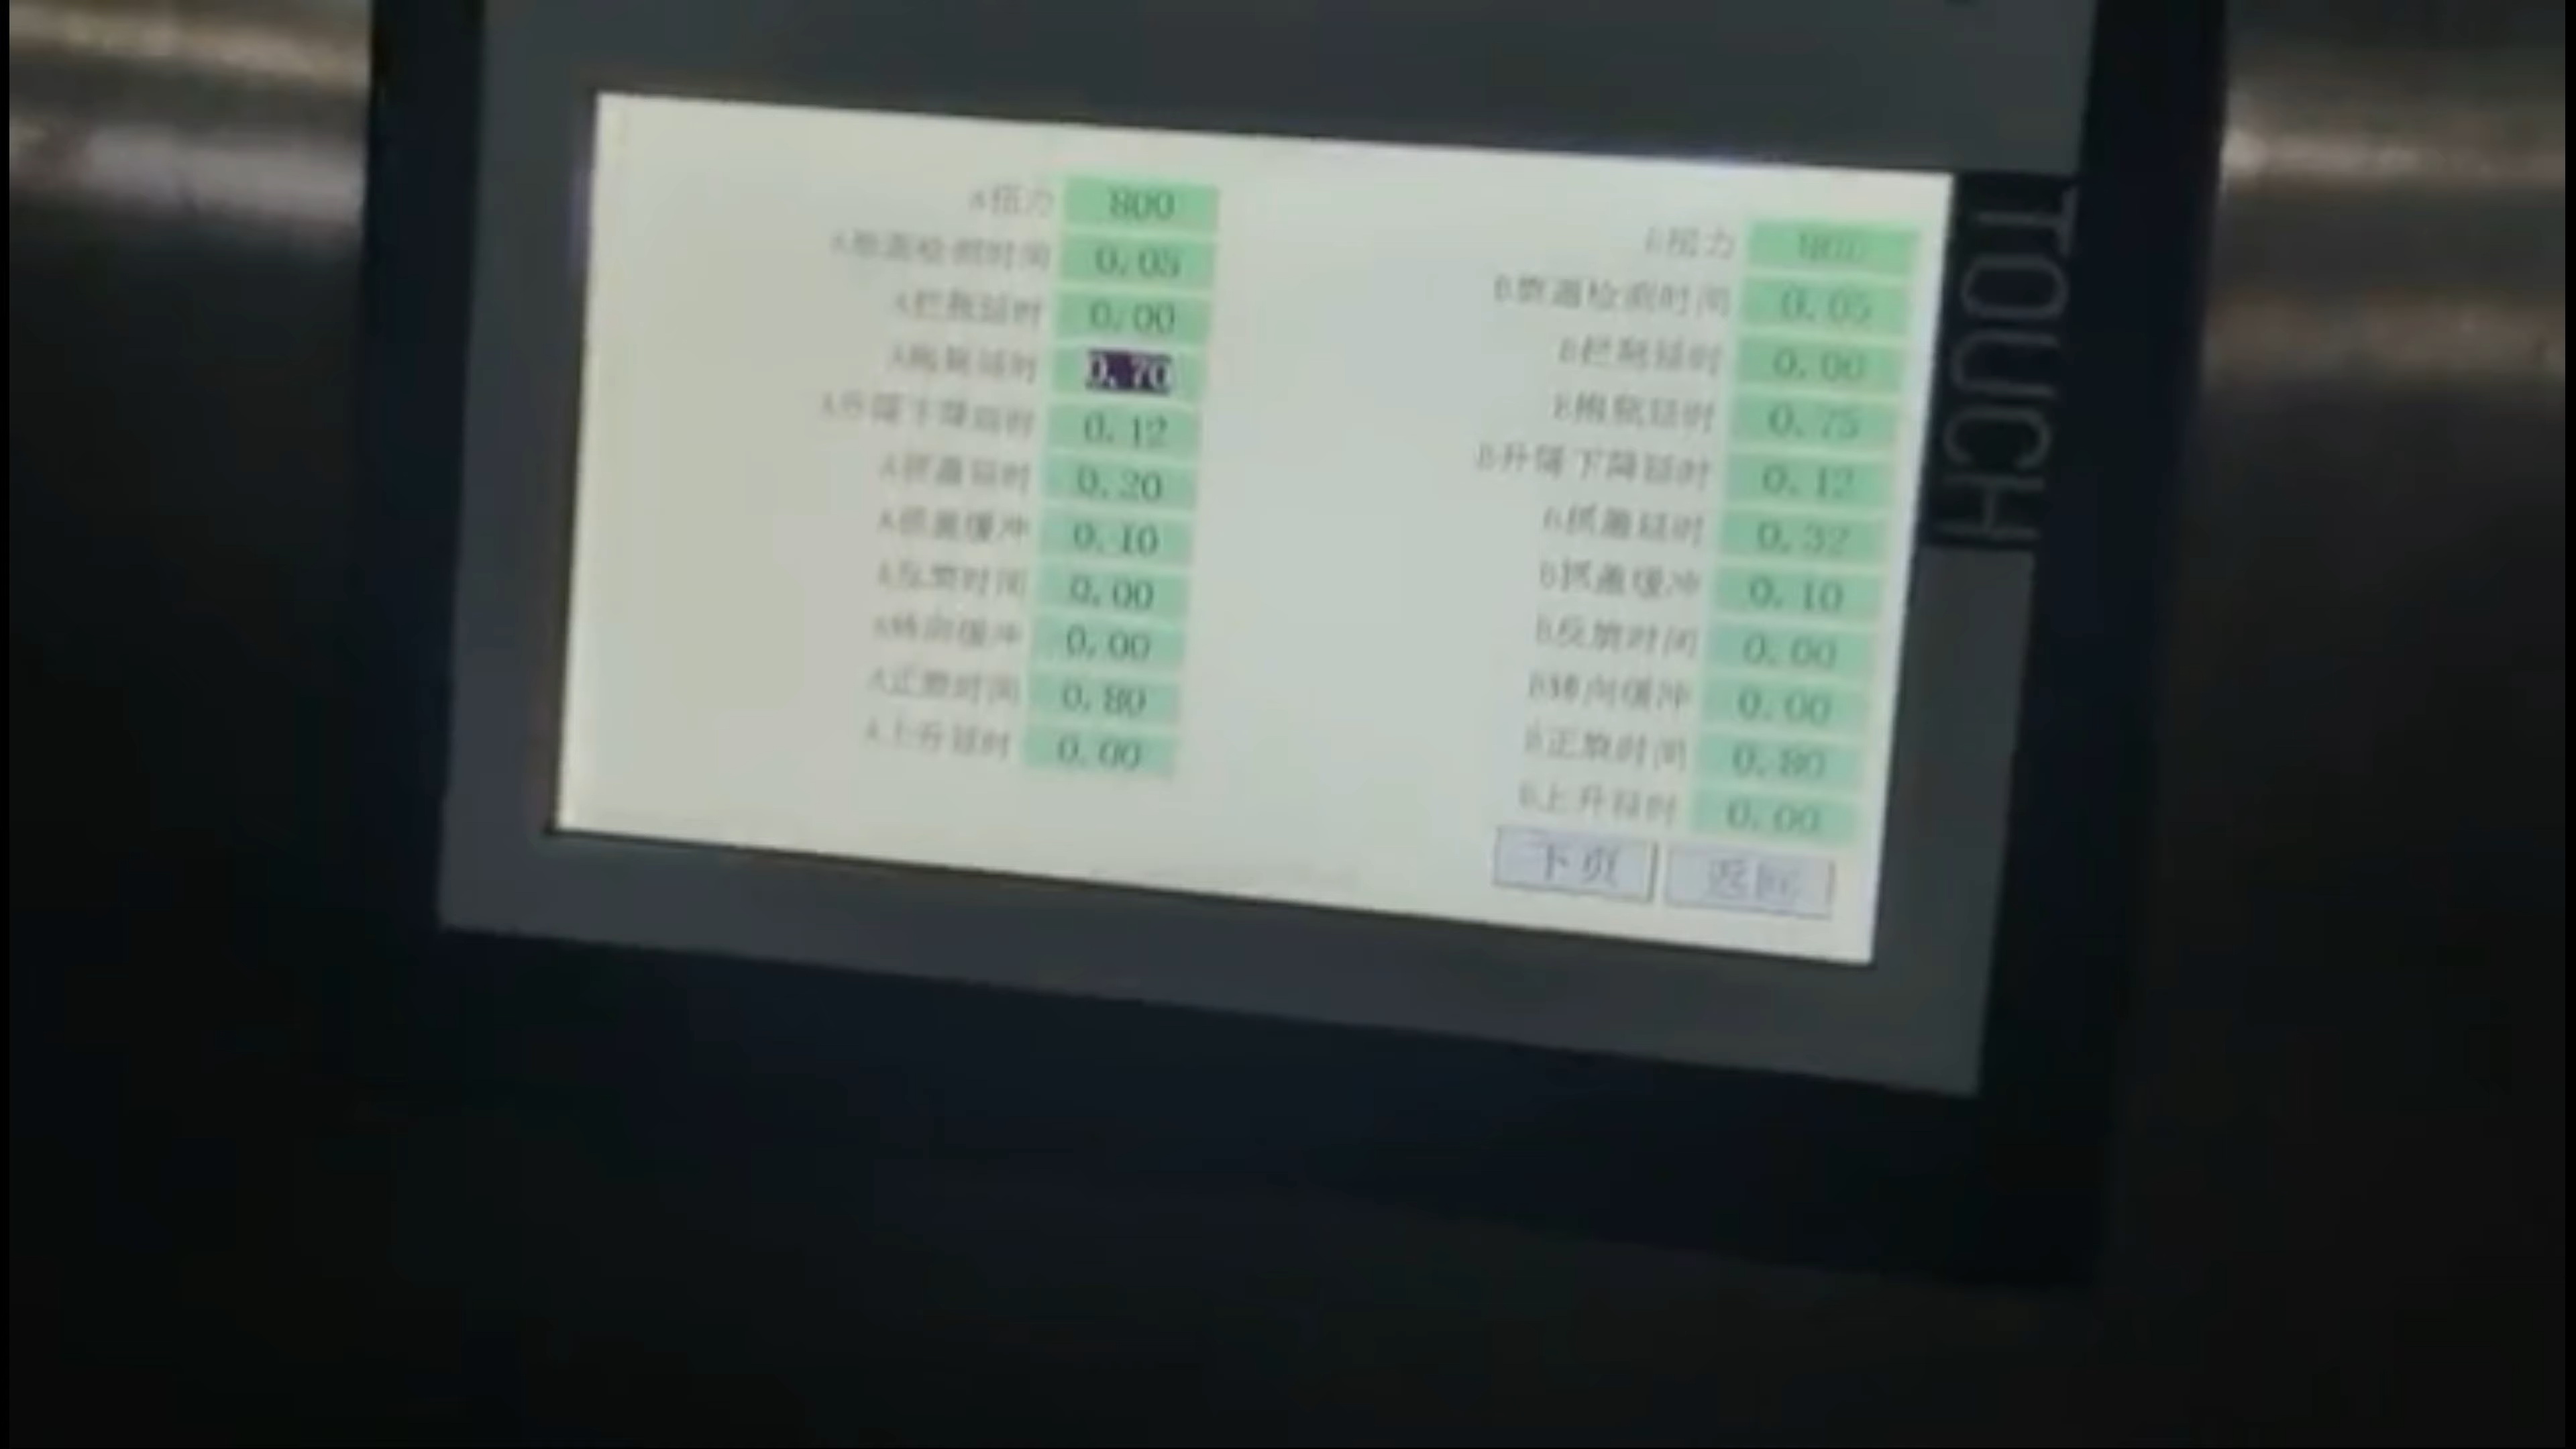 A扭力 800
A旋盖检测时间 0.05
A拦瓶延时 0.00
A抱瓶延时 0.70
A升降下降延时 0.12
A抓盖延时 0.20
A抓盖缓冲 0.10
A反旋时间 0.00
A转向缓冲 0.00
A正旋时间 0.80
A上升延时 0.00
B扭力
B旋盖检测时间 0.05
B拦瓶延时 0.00
B抱瓶延时 0.75
B升降下降延时 0.12
B抓盖延时 0.32
B抓盖缓冲 0.10
B反旋时间 0.00
B转向缓冲 0.00
B正旋时间 0.80
B上升延时 0.00
下页 返回
TOUCH